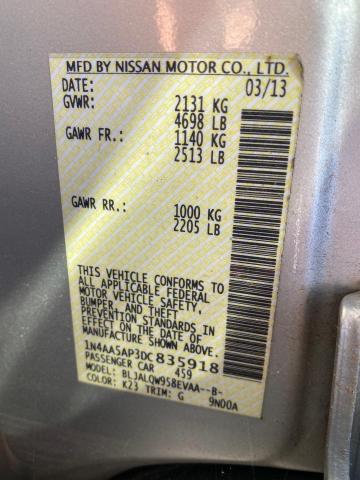 MFD BY NISSAN MOTOR CO., LTD.
DATE: 03/13
GVWR: 2131 KG
4698 LB
GAWR FR.: 1140 KG
2513 LB
GAWR RR.: 1000 KG
2205 LB
THIS VEHICLE CONFORMS TO
ALL APPLICABLE FEDERAL
MOTOR VEHICLE SAFETY,
BUMPER, AND THEFT
PREVENTION STANDARDS
IN EFFECT ON THE DATE OF
MANUFACTURE SHOWN ABOVE.
1N4AA5AP3DC835918
PASSENGER CAR 459
MODEL: BLJALQW958EVAA--B-
COLOR: K23 TRIM: G 9N00A